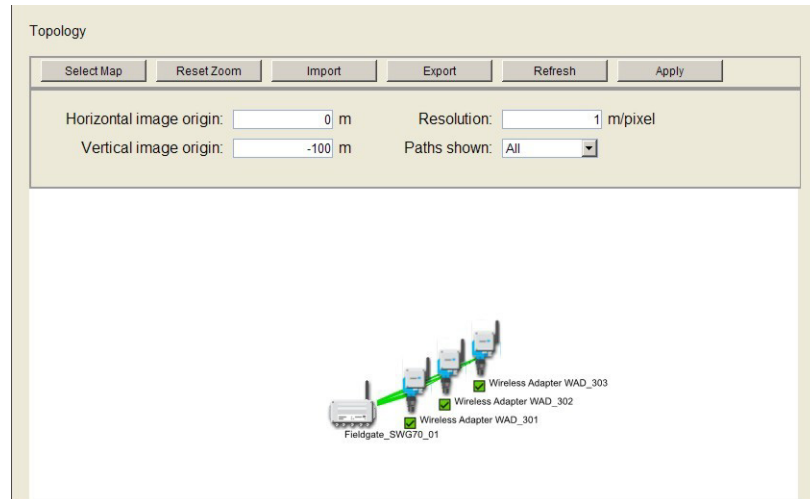 Topology
Select Map Reset Zoom Import Export Refresh Apply
Horizontal image origin: 0 m Resolution: 1 m/pixel
Vertical image origin: -100 m Paths shown: All
Wireless Adapter WAD_303
Wireless Adapter WAD_302
Wireless Adapter WAD_301
Fieldgate_SWG70_01